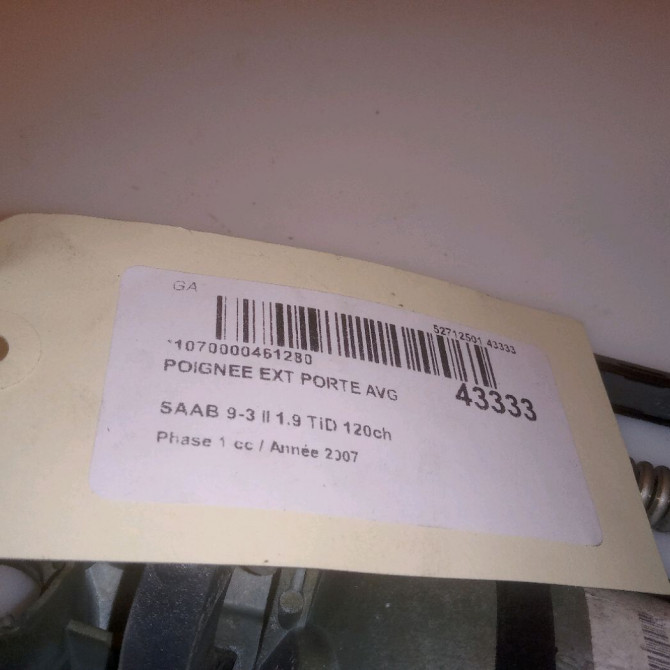 GA
52712501 43333
*1070000461280
POIGNEE EXT PORTE AVG
43333
SAAB 9-3 II 1.9 TiD 120ch
Phase 1 cc / Année 2007